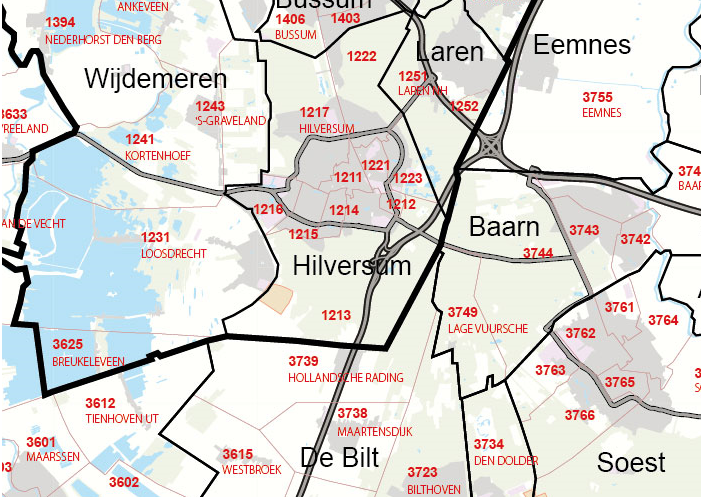 ANKEVEEN
1394
NEDERHORST DEN BERG
Bussum
1406
BUSSUM
1403
1222
Laren
Eemnes
Wijdemeren
1251
LAREN NH
1252
3755
EEMNES
3633
1243
'S-GRAVELAND
1217
HILVERSUM
1241
KORTENHOEF
1221
1211
1223
1212
1216
1214
1215
1231
LOOSDRECHT
Hilversum
1213
Baarn
3743
3742
3744
3749
LAGE VUURSCHE
3761
3764
3762
3763
3765
3766
3625
BREUKELEVEEN
3739
HOLLANDSCHE RADING
3612
TIENHOVEN UT
3738
MAARTENSDIJK
3601
MAARSSEN
3602
3615
WESTBROEK
De Bilt
3723
BILTHOVEN
3734
DEN DOLDER
Soest